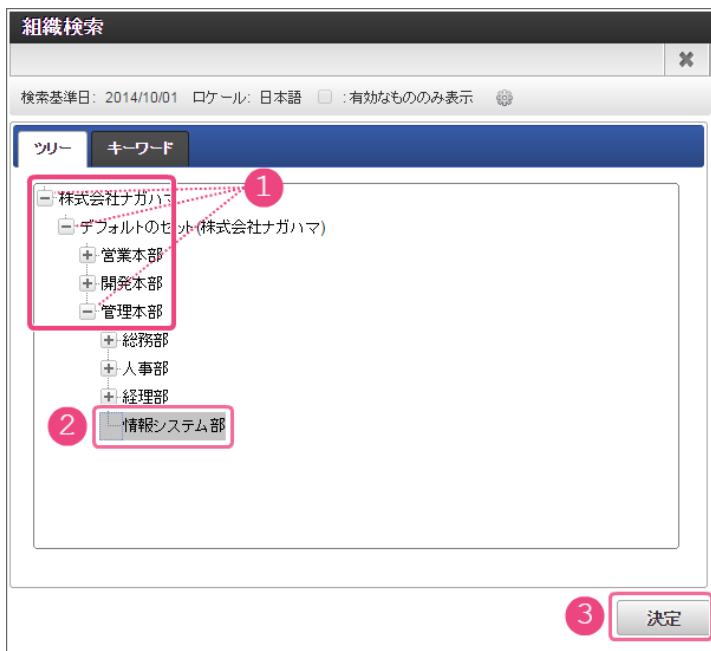 組織検索
検索基準日: 2014/10/01 ロケール: 日本語 :有効なもののみ表示
ツリー キーワード
1
株式会社ナガハマ
デフォルトのセット(株式会社ナガハマ)
営業本部
開発本部
管理本部
総務部
人事部
経理部
2 情報システム部
3 決定